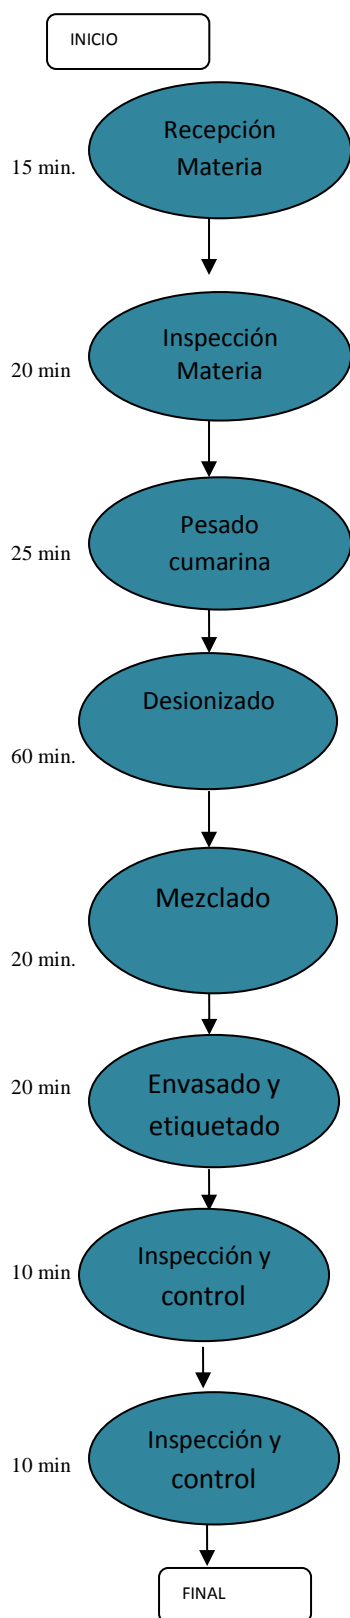 INICIO
Recepción
Materia
15 min.
Inspección
Materia
20 min
Pesado
cumarina
25 min
Desionizado
60 min.
Mezclado
20 min.
Envasado y
etiquetado
20 min
Inspección y
control
10 min
Inspección y
control
10 min
FINAL